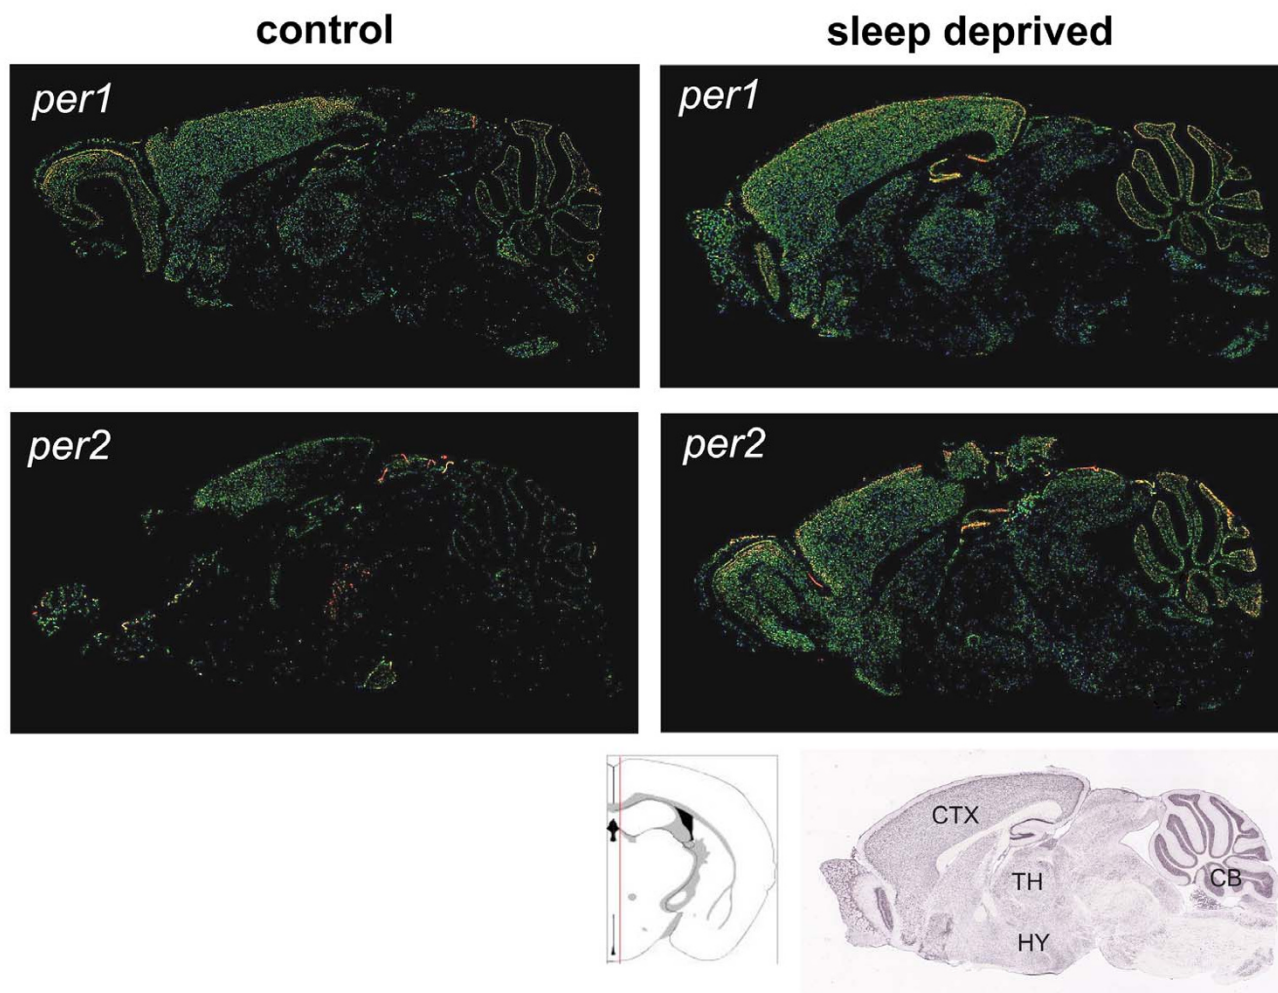 control
sleep deprived
per1
per1
per2
per2
CTX
TH
CB
HY